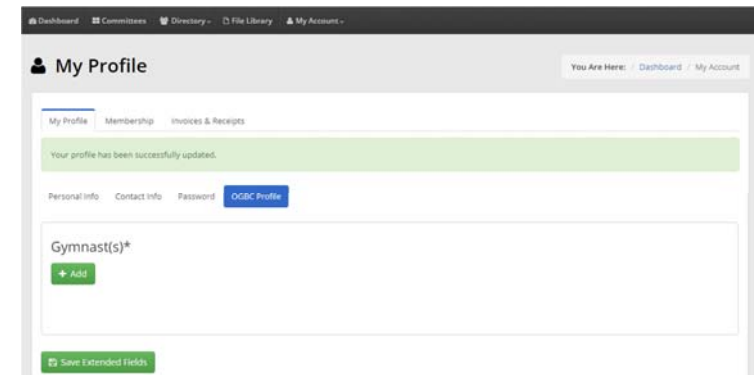 Dashboard Committees Directory File Library My Account
My Profile
You Are Here: / Dashboard / My Account
My Profile Membership Invoices & Receipts
Your profile has been successfully updated.
Personal Info Contact Info Password OGBC Profile
Gymnast(s)*
+ Add
Save Extended Fields